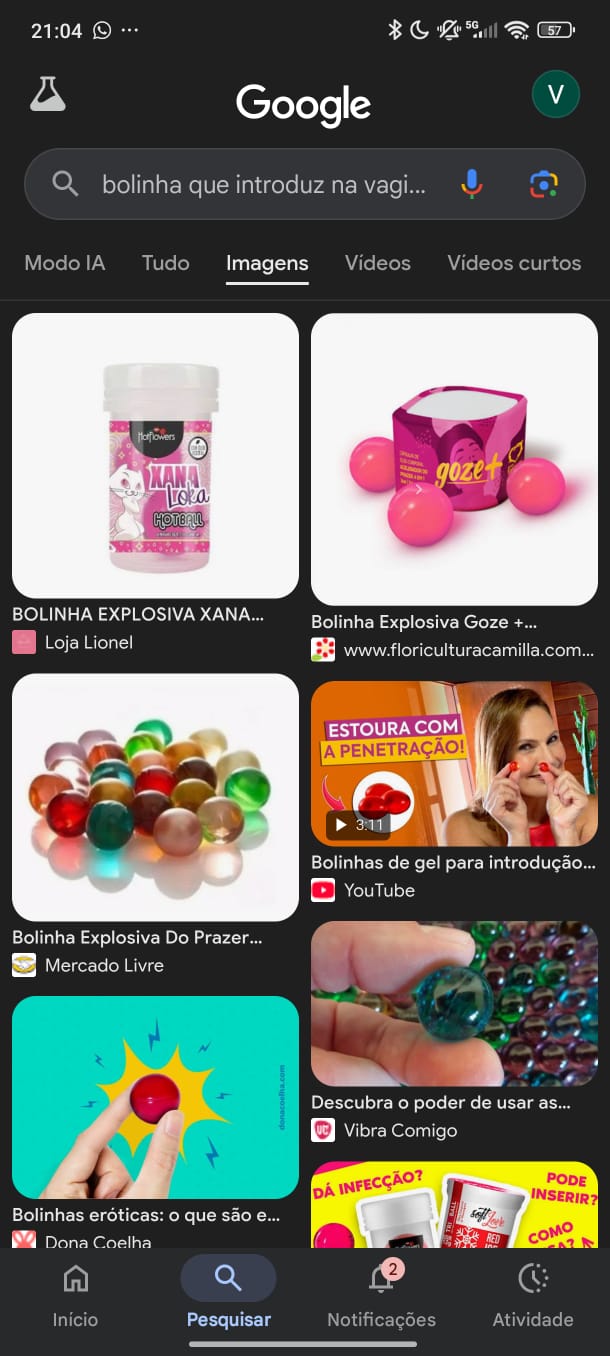 21:04
5G
57
Google
V
bolinha que introduz na vagi...
Modo IA
Tudo
Imagens
Vídeos
Vídeos curtos
Hotflowers
XANA
Loka
HOTBALL
BOLINHA EXPLOSIVA XANA...
Loja Lionel
goze+
Bolinha Explosiva Goze +...
www.floriculturacamilla.com...
Bolinha Explosiva Do Prazer...
Mercado Livre
ESTOURA COM
A PENETRAÇÃO!
3:11
Bolinhas de gel para introdução...
YouTube
Descubra o poder de usar as...
Vibra Comigo
donacoelha.com
Bolinhas eróticas: o que são e...
Dona Coelha
DÁ INFECÇÃO?
PODE
INSERIR?
COMO
soft
Love
Início
Pesquisar
2
Notificações
Atividade